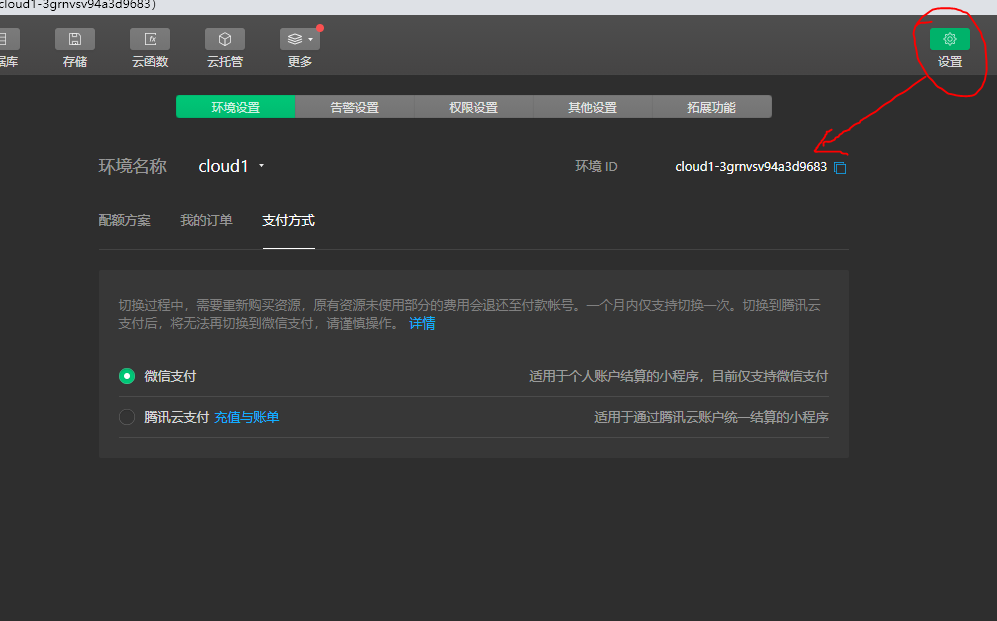 cloud1-3grnvsv94a3d9683)
据库 存储 云函数 云托管 更多 设置
环境设置 告警设置 权限设置 其他设置 拓展功能
环境名称 cloud1 环境 ID cloud1-3grnvsv94a3d9683
配额方案 我的订单 支付方式
切换过程中，需要重新购买资源，原有资源未使用部分的费用会退还至付款帐号。一个月内仅支持切换一次。切换到腾讯云
支付后，将无法再切换到微信支付，请谨慎操作。 详情
微信支付 适用于个人账户结算的小程序，目前仅支持微信支付
腾讯云支付 充值与账单 适用于通过腾讯云账户统一结算的小程序